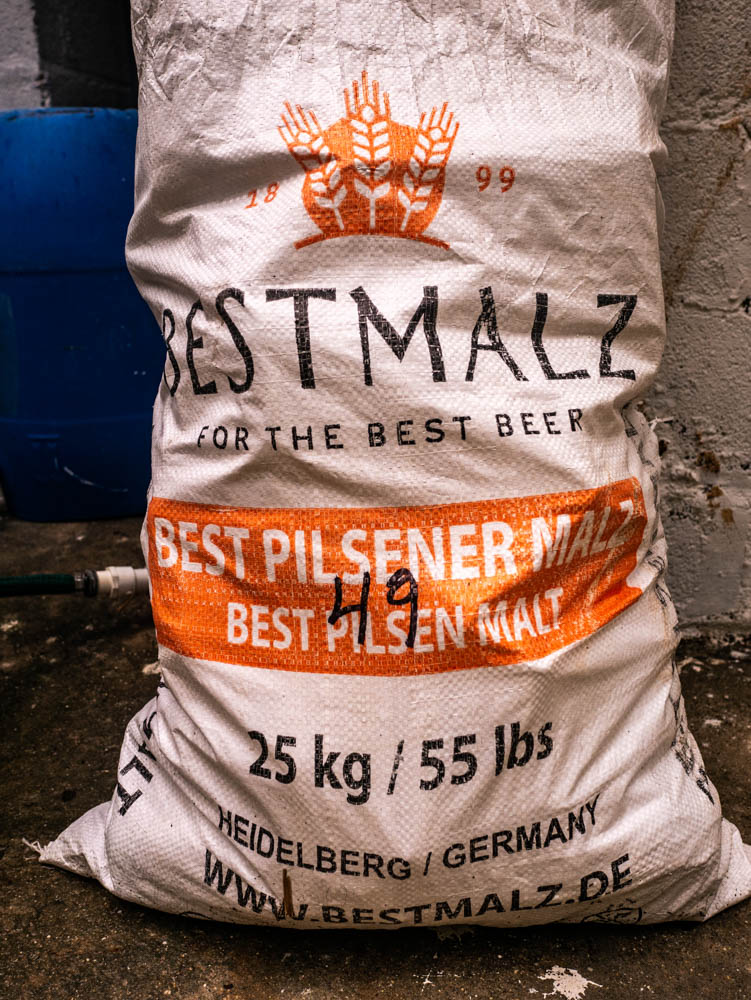 18 99
BESTMALZ
FOR THE BEST BEER
BEST PILSENER MALZ
49
BEST PILSEN MALT
25 kg / 55 lbs
HEIDELBERG / GERMANY
WWW.BESTMALZ.DE